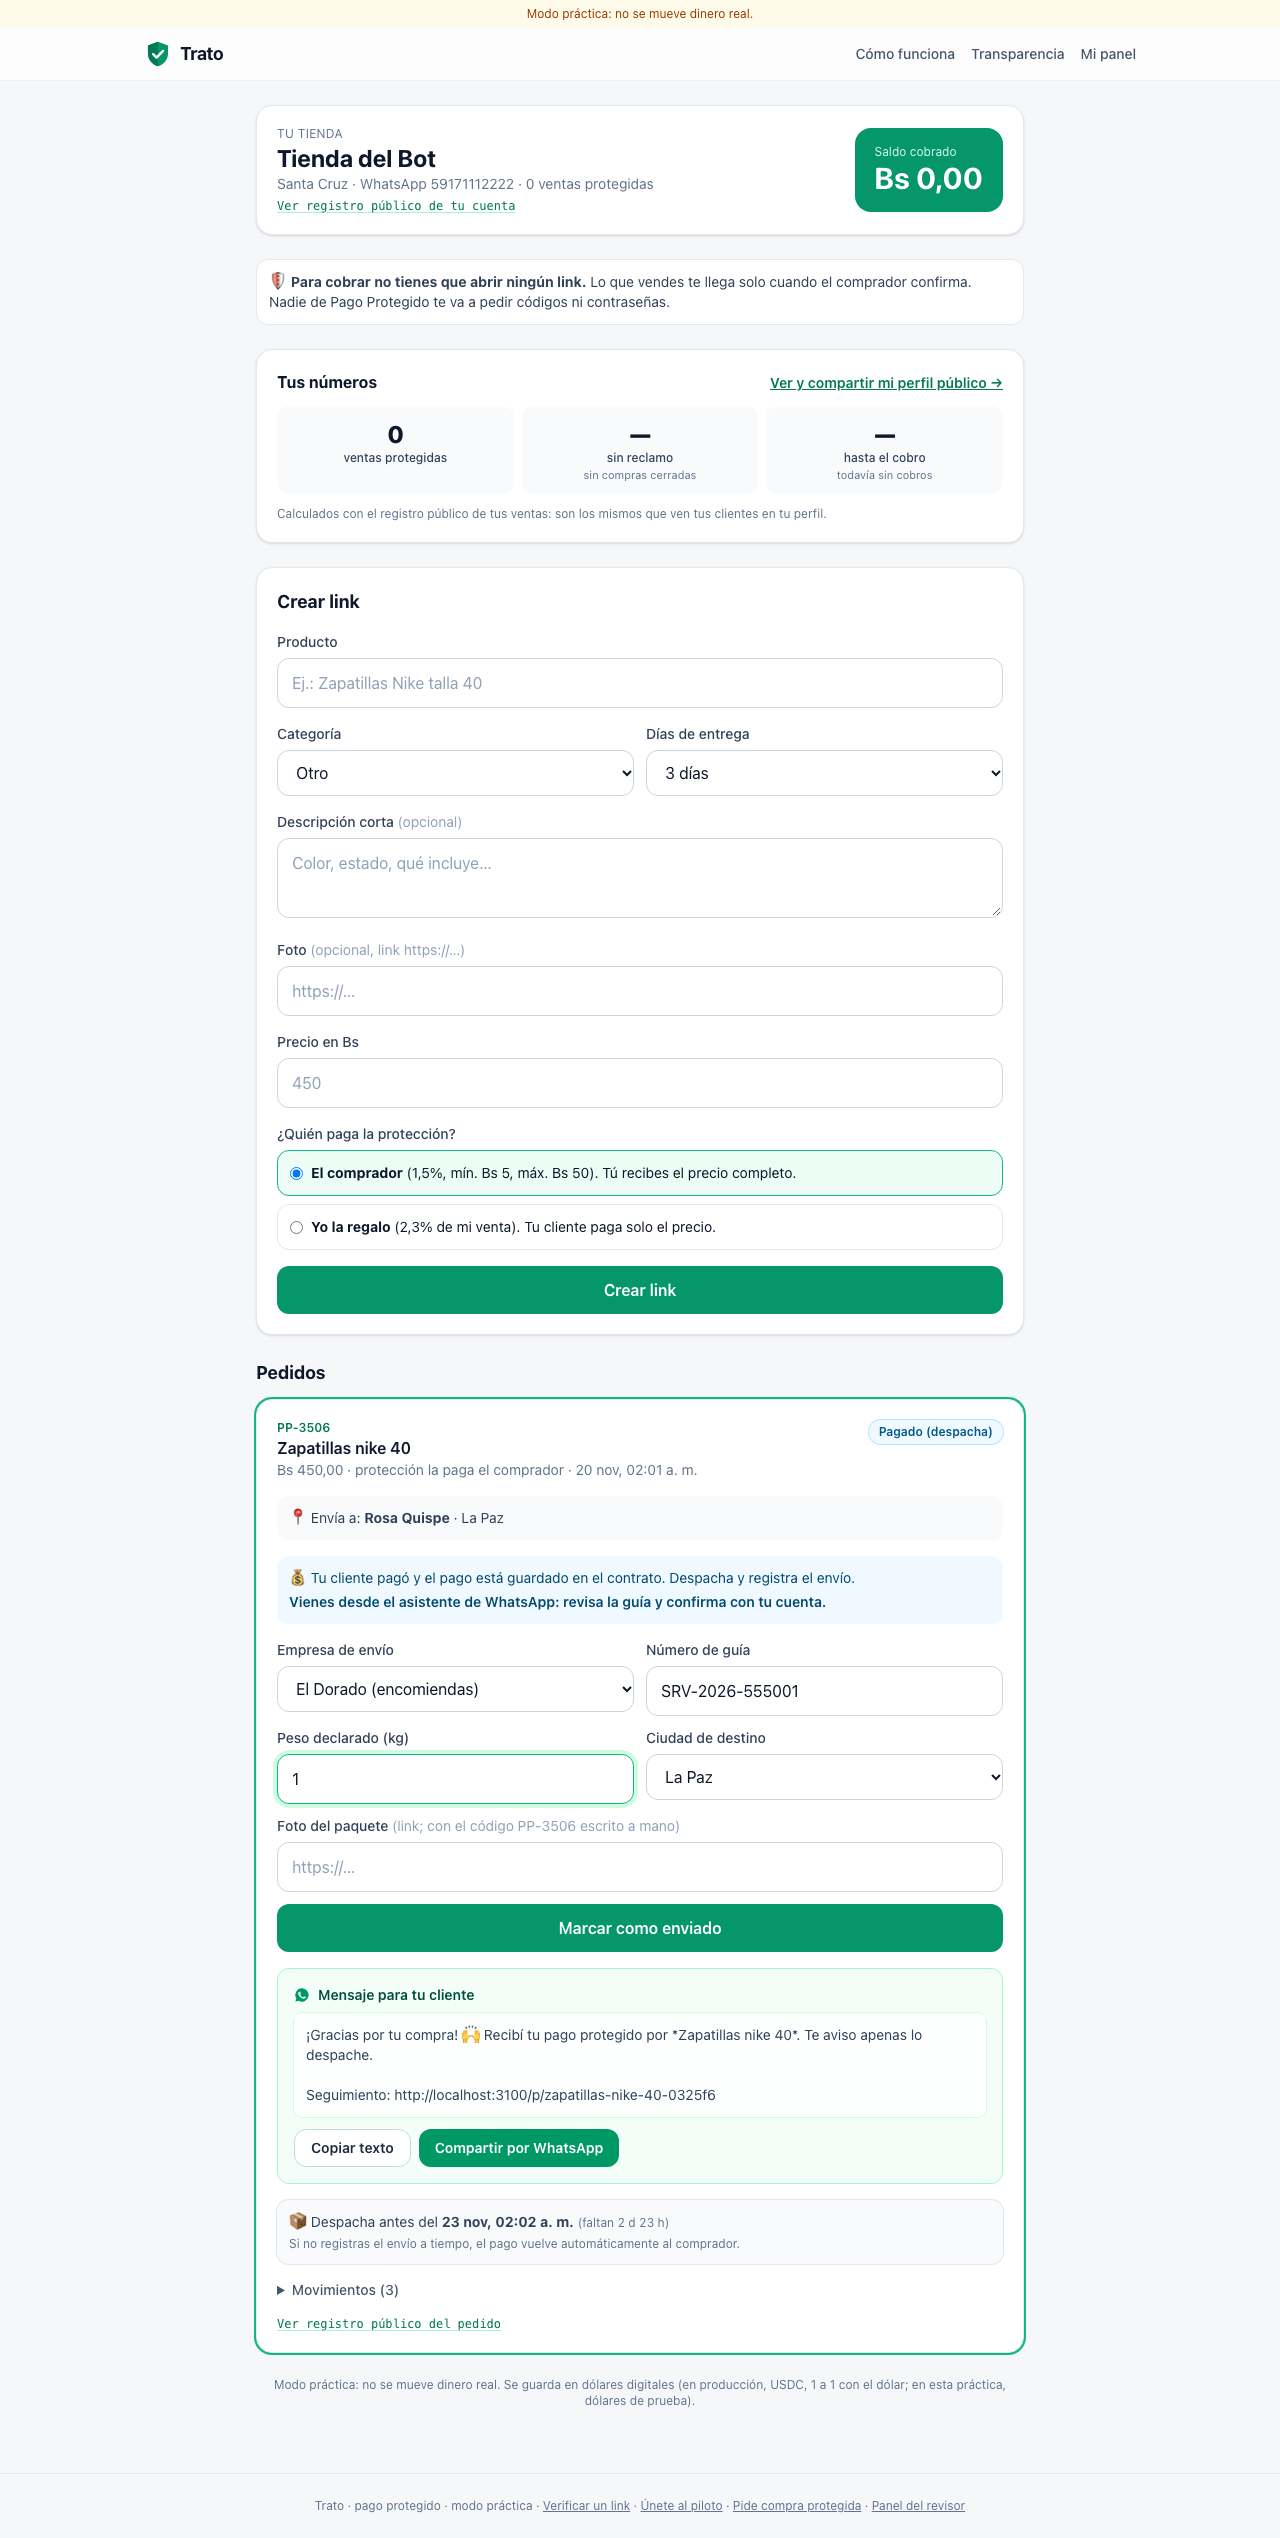 Modo práctica: no se mueve dinero real.
Trato
Cómo funciona
Transparencia
Mi panel
TU TIENDA
Tienda del Bot
Santa Cruz · WhatsApp 59171112222 · 0 ventas protegidas
Ver registro público de tu cuenta
Saldo cobrado
Bs 0,00
Para cobrar no tienes que abrir ningún link. Lo que vendes te llega solo cuando el comprador confirma.
Nadie de Pago Protegido te va a pedir códigos ni contraseñas.
Tus números
Ver y compartir mi perfil público →
0
ventas protegidas
—
sin reclamo
sin compras cerradas
—
hasta el cobro
todavía sin cobros
Calculados con el registro público de tus ventas: son los mismos que ven tus clientes en tu perfil.
Crear link
Producto
Ej.: Zapatillas Nike talla 40
Categoría
Días de entrega
Otro
3 días
Descripción corta (opcional)
Color, estado, qué incluye...
Foto (opcional, link https://...)
https://...
Precio en Bs
450
¿Quién paga la protección?
El comprador (1,5%, mín. Bs 5, máx. Bs 50). Tú recibes el precio completo.
Yo la regalo (2,3% de mi venta). Tu cliente paga solo el precio.
Crear link
Pedidos
PP-3506
Zapatillas nike 40
Bs 450,00 · protección la paga el comprador · 20 nov, 02:01 a. m.
Pagado (despacha)
Envía a: Rosa Quispe · La Paz
Tu cliente pagó y el pago está guardado en el contrato. Despacha y registra el envío.
Vienes desde el asistente de WhatsApp: revisa la guía y confirma con tu cuenta.
Empresa de envío
Número de guía
El Dorado (encomiendas)
SRV-2026-555001
Peso declarado (kg)
Ciudad de destino
1
La Paz
Foto del paquete (link; con el código PP-3506 escrito a mano)
https://...
Marcar como enviado
Mensaje para tu cliente
¡Gracias por tu compra! 🙌 Recibí tu pago protegido por *Zapatillas nike 40*. Te aviso apenas lo
despache.
Seguimiento: http://localhost:3100/p/zapatillas-nike-40-0325f6
Copiar texto
Compartir por WhatsApp
Despacha antes del 23 nov, 02:02 a. m. (faltan 2 d 23 h)
Si no registras el envío a tiempo, el pago vuelve automáticamente al comprador.
Movimientos (3)
Ver registro público del pedido
Modo práctica: no se mueve dinero real. Se guarda en dólares digitales (en producción, USDC, 1 a 1 con el dólar; en esta práctica,
dólares de prueba).
Trato · pago protegido · modo práctica · Verificar un link · Únete al piloto · Pide compra protegida · Panel del revisor